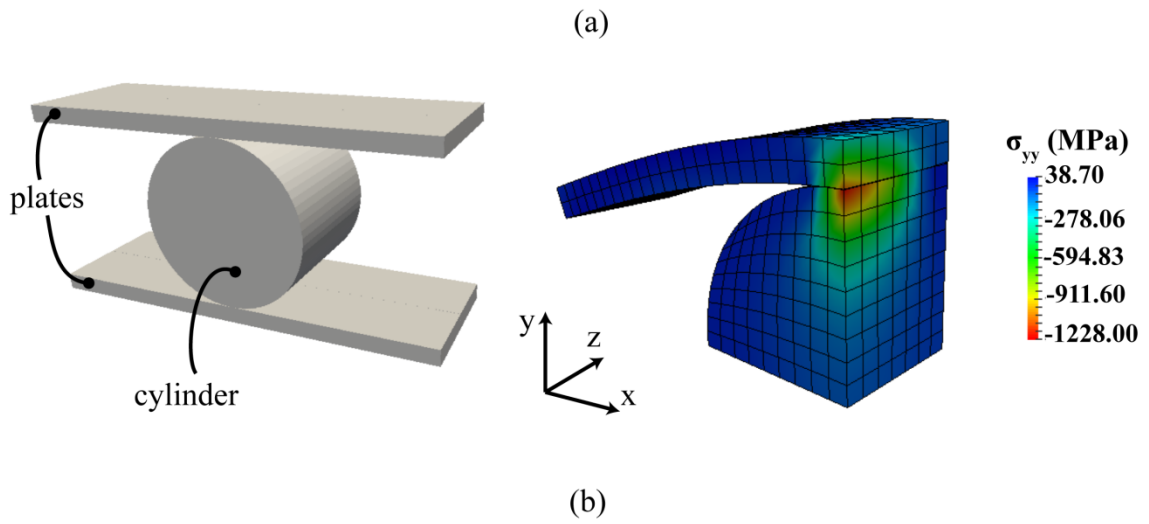 (a)
plates
cylinder
y
z
x
σyy (MPa)
38.70
-278.06
-594.83
-911.60
-1228.00
(b)